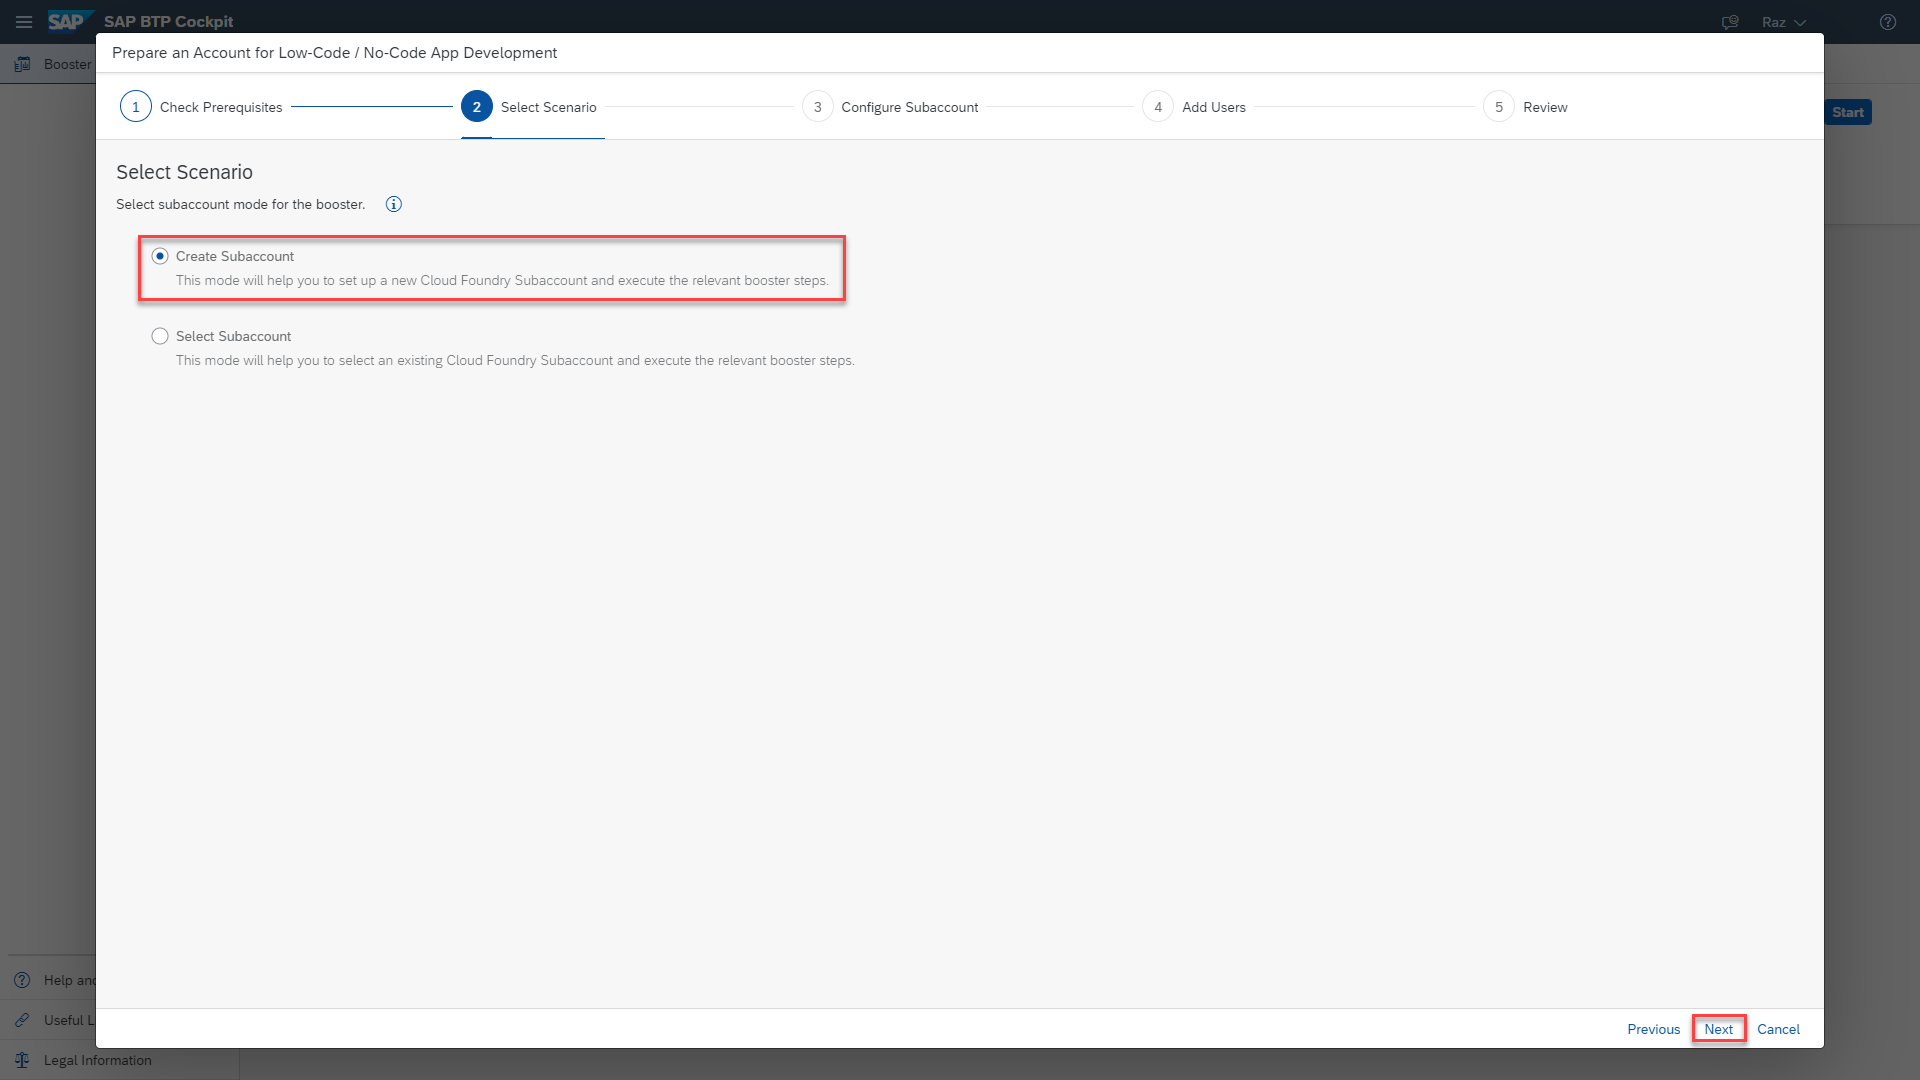 SAP SAP BTP Cockpit
Raz
Booster
Start
Prepare an Account for Low-Code / No-Code App Development
1 Check Prerequisites
2 Select Scenario
3 Configure Subaccount
4 Add Users
5 Review
Select Scenario
Select subaccount mode for the booster.
Create Subaccount
This mode will help you to set up a new Cloud Foundry Subaccount and execute the relevant booster steps.
Select Subaccount
This mode will help you to select an existing Cloud Foundry Subaccount and execute the relevant booster steps.
Help and
Useful L
Legal Information
Previous Next Cancel